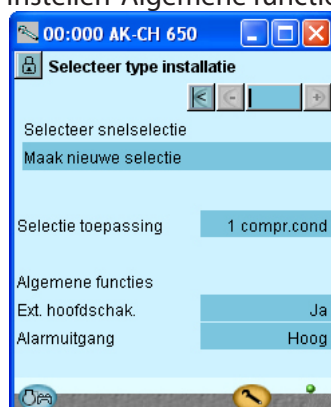 Instellen Algemene functie
00:000 AK-CH 650
Selecteer type installatie
Selecteer snelselectie
Maak nieuwe selectie
Selectie toepassing 1 compr.cond
Algemene functies
Ext. hoofdschak. Ja
Alarmuitgang Hoog